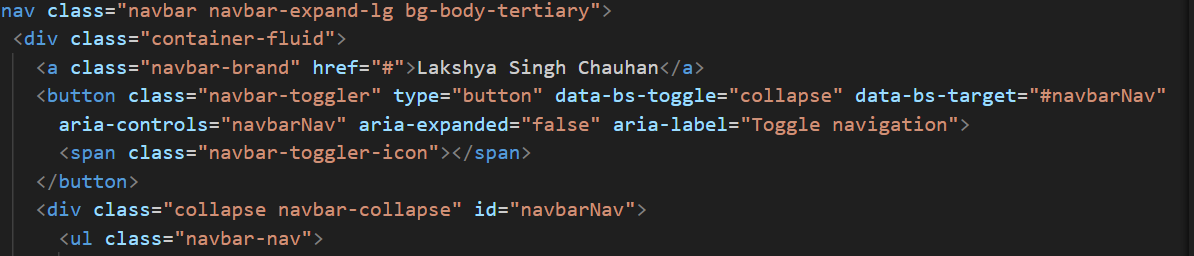 nav class="navbar navbar-expand-lg bg-body-tertiary">
<div class="container-fluid">
<a class="navbar-brand" href="#">Lakshya Singh Chauhan</a>
<button class="navbar-toggler" type="button" data-bs-toggle="collapse" data-bs-target="#navbarNav"
aria-controls="navbarNav" aria-expanded="false" aria-label="Toggle navigation">
<span class="navbar-toggler-icon"></span>
</button>
<div class="collapse navbar-collapse" id="navbarNav">
<ul class="navbar-nav">